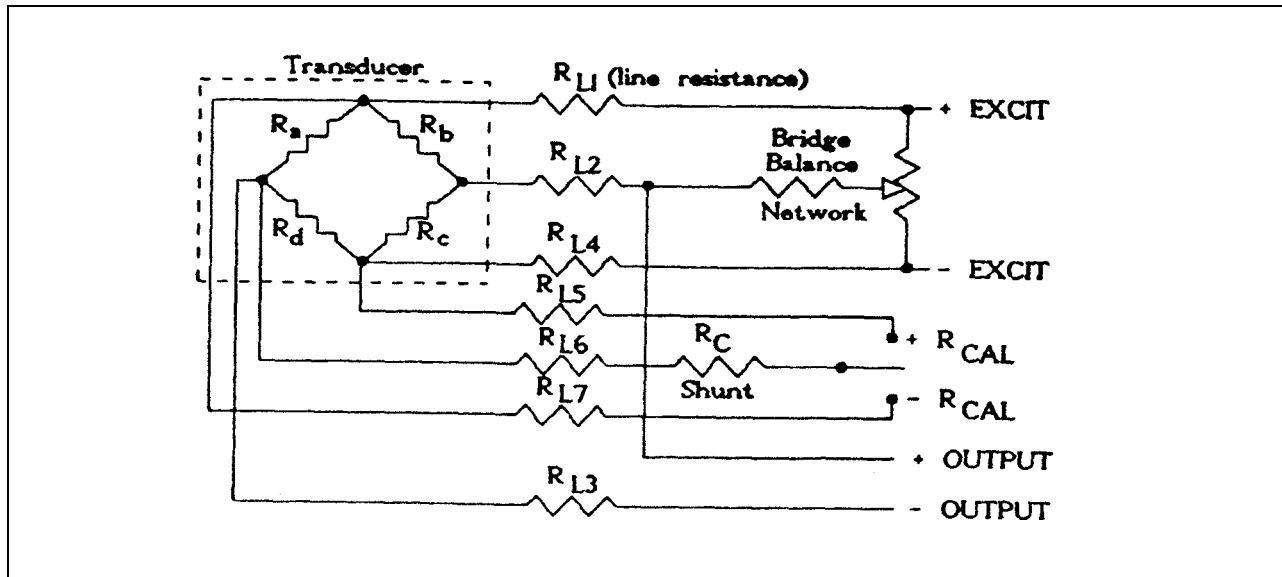 Transducer
R L1 (line resistance)
+ EXCIT
R a
R b
Bridge
Balance
R L2
Network
R d
R c
R L4
- EXCIT
R L5
+ R CAL
R L6
R C
Shunt
R L7
- R CAL
+ OUTPUT
R L3
- OUTPUT